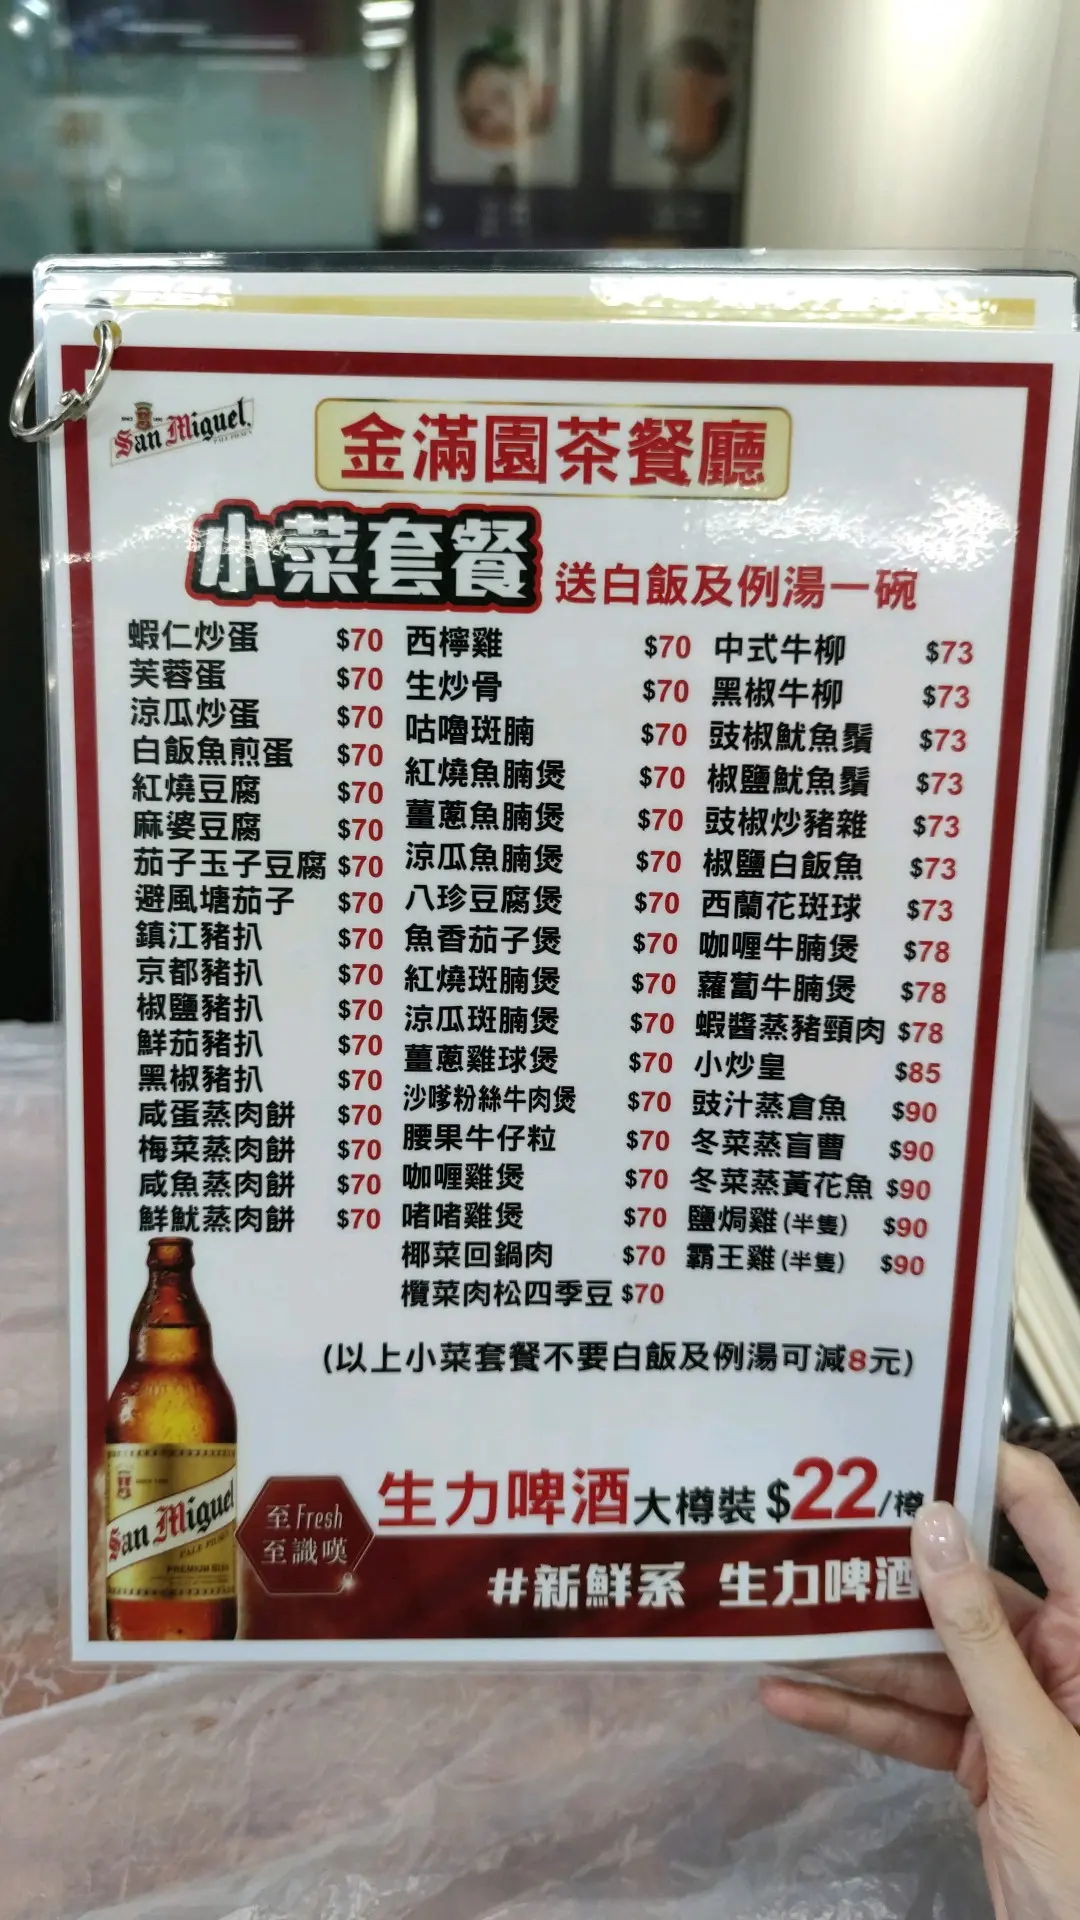 San Miguel
PALE PILSEN
金滿園茶餐廳
小菜套餐 送白飯及例湯一碗
蝦仁炒蛋 $70
芙蓉蛋 $70
涼瓜炒蛋 $70
白飯魚煎蛋 $70
紅燒豆腐 $70
麻婆豆腐 $70
茄子玉子豆腐 $70
避風塘茄子 $70
鎮江豬扒 $70
京都豬扒 $70
椒鹽豬扒 $70
鮮茄豬扒 $70
黑椒豬扒 $70
咸蛋蒸肉餅 $70
梅菜蒸肉餅 $70
咸魚蒸肉餅 $70
鮮魷蒸肉餅 $70
西檸雞 $70
生炒骨 $70
咕嚕斑腩 $70
紅燒魚腩煲 $70
薑蔥魚腩煲 $70
涼瓜魚腩煲 $70
八珍豆腐煲 $70
魚香茄子煲 $70
紅燒斑腩煲 $70
涼瓜斑腩煲 $70
薑蔥雞球煲 $70
沙嗲粉絲牛肉煲 $70
腰果牛仔粒 $70
咖喱雞煲 $70
啫啫雞煲 $70
椰菜回鍋肉 $70
欖菜肉松四季豆 $70
中式牛柳 $73
黑椒牛柳 $73
豉椒魷魚鬚 $73
椒鹽魷魚鬚 $73
豉椒炒豬雜 $73
椒鹽白飯魚 $73
西蘭花斑球 $73
咖喱牛腩煲 $78
蘿蔔牛腩煲 $78
蝦醬蒸豬頸肉 $78
小炒皇 $85
豉汁蒸倉魚 $90
冬菜蒸盲曹 $90
冬菜蒸黃花魚 $90
鹽焗雞(半隻) $90
霸王雞(半隻) $90
(以上小菜套餐不要白飯及例湯可減8元)
San Miguel
PALE PILSEN
PREMIUM BEER
至Fresh
至識嘆
生力啤酒大樽裝 $22/樽
#新鮮系 生力啤酒